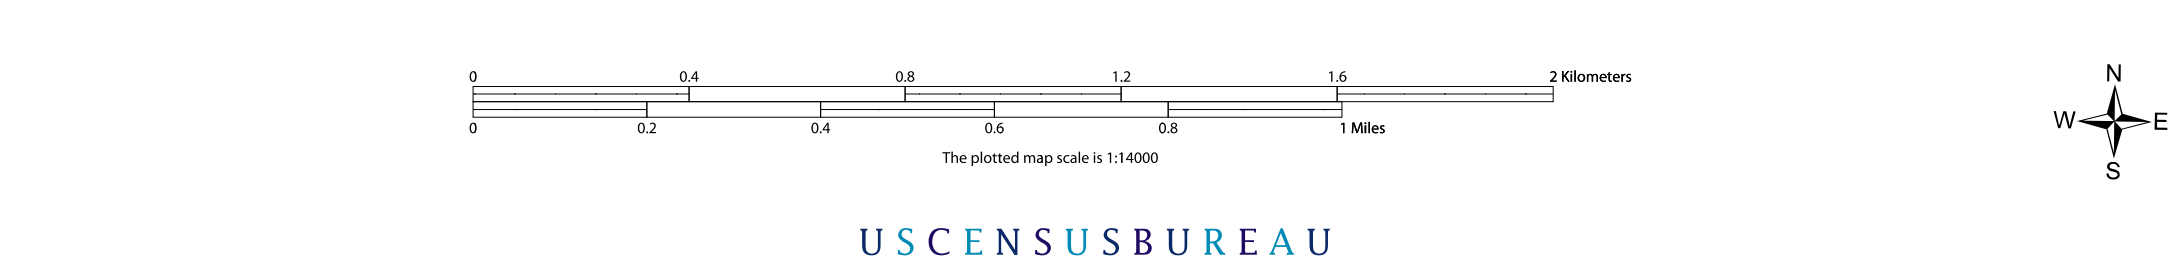 0 0.4 0.8 1.2 1.6 2 Kilometers
0 0.2 0.4 0.6 0.8 1 Miles
The plotted map scale is 1:14000
USCENSUSBUREAU
N
W E
S